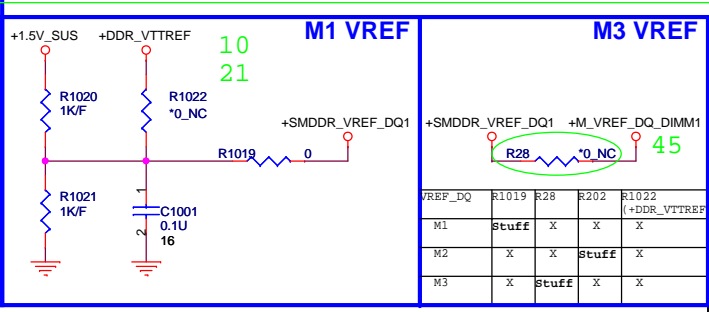 M1 VREF
+1.5V_SUS
+DDR_VTTREF
10
21
R1020
1K/F
R1022
*0_NC
+SMDDR_VREF_DQ1
R1019
0
R1021
1K/F
1
2
C1001
0.1U
16
M3 VREF
+SMDDR_VREF_DQ1
+M_VREF_DQ_DIMM1
R28
*0_NC
45
VREF_DQ R1019 R28 R202 R1022
(+DDR_VTTREF
M1 Stuff X X X
M2 X X Stuff X
M3 X Stuff X X